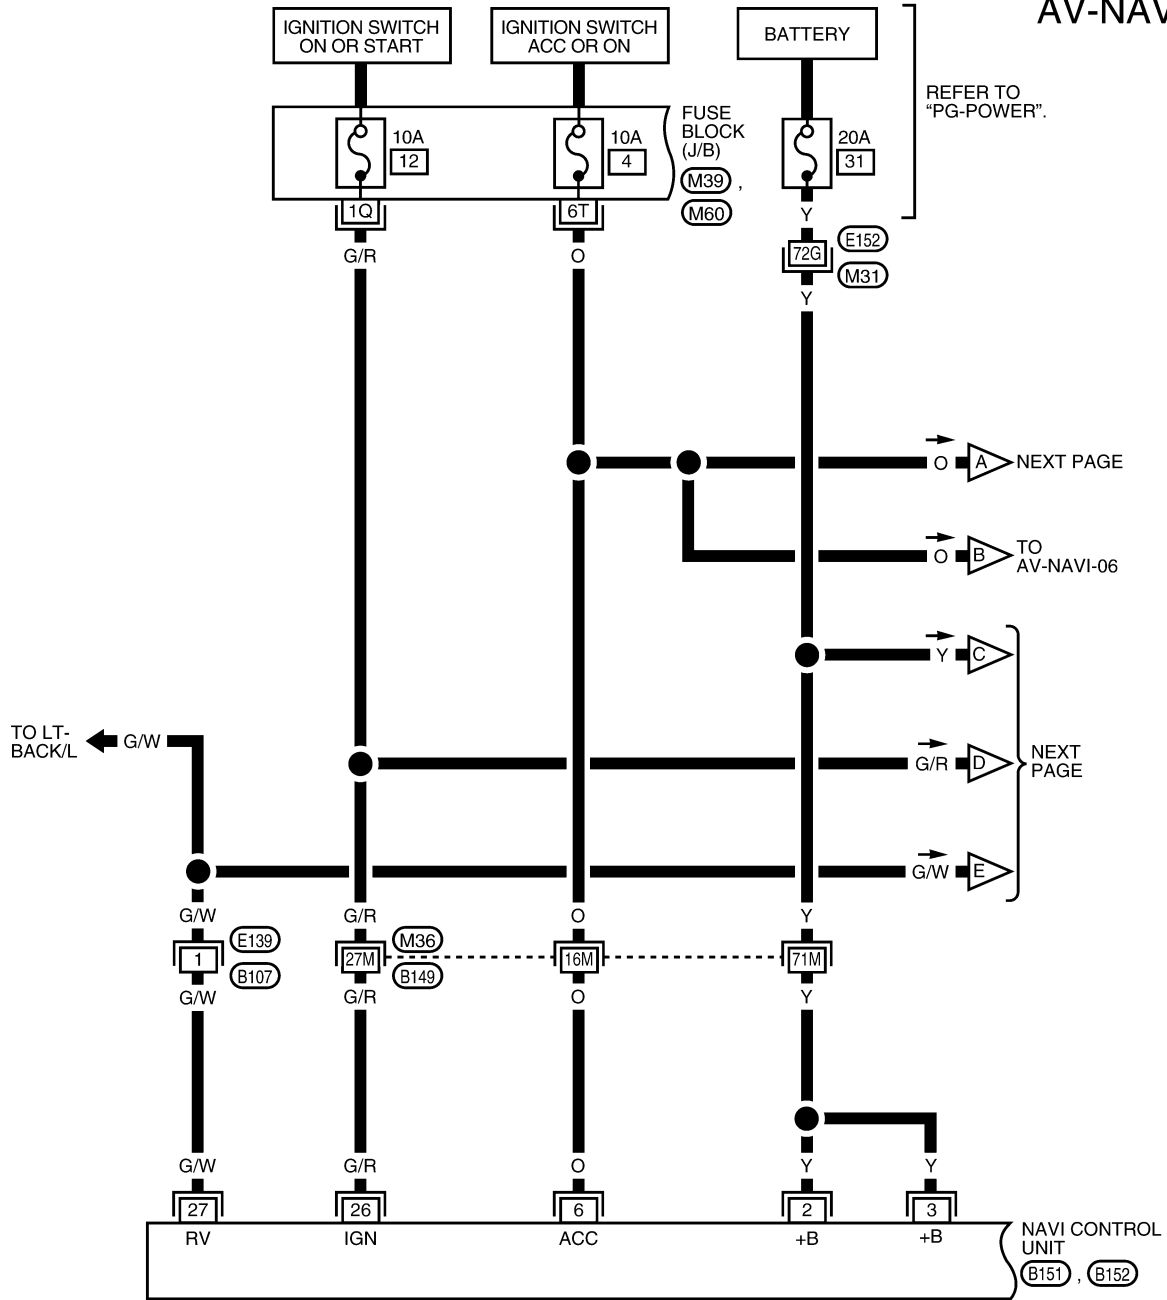 AV-NAV
IGNITION SWITCH
ON OR START
IGNITION SWITCH
ACC OR ON
BATTERY
REFER TO
“PG-POWER”.
10A
12
10A
4
FUSE
BLOCK
(J/B)
M39 ,
M60
20A
31
1Q
6T
Y
G/R
O
72G
E152
M31
Y
O
A
NEXT PAGE
O
B
TO
AV-NAVI-06
Y
C
TO LT-
BACK/L
G/W
G/R
D
NEXT
PAGE
G/W
E
G/W
G/R
O
Y
1
E139
B107
27M
M36
B149
16M
71M
G/W
G/R
O
Y
G/W
G/R
O
Y
Y
27
26
6
2
3
RV
IGN
ACC
+B
+B
NAVI CONTROL
UNIT
B151 , B152